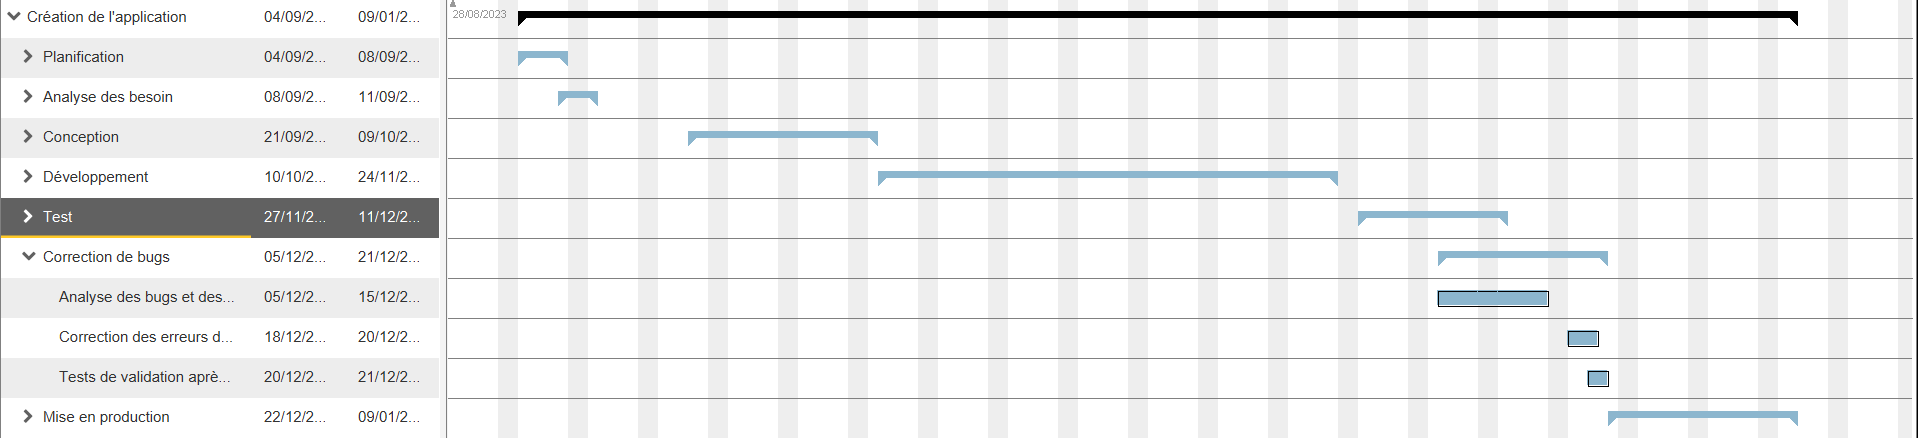 Création de l'application 04/09/2... 09/01/2... 28/08/2023
Planification 04/09/2... 08/09/2...
Analyse des besoin 08/09/2... 11/09/2...
Conception 21/09/2... 09/10/2...
Développement 10/10/2... 24/11/2...
Test 27/11/2... 11/12/2...
Correction de bugs 05/12/2... 21/12/2...
Analyse des bugs et des... 05/12/2... 15/12/2...
Correction des erreurs d... 18/12/2... 20/12/2...
Tests de validation aprè... 20/12/2... 21/12/2...
Mise en production 22/12/2... 09/01/2...